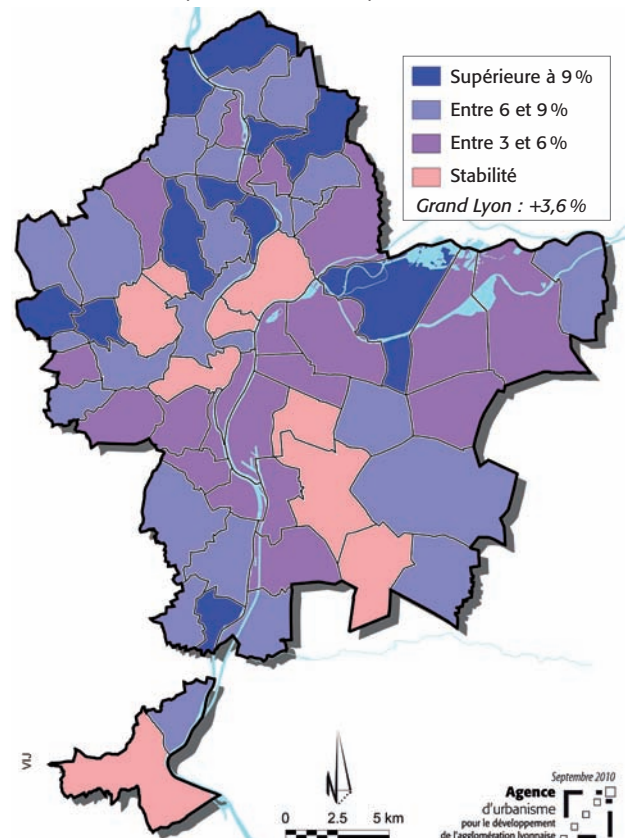 Supérieure à 9 %
Entre 6 et 9 %
Entre 3 et 6 %
Stabilité
Grand Lyon : +3,6 %
VIJ
0 2.5 5 km
Septembre 2010
Agence
d'urbanisme
pour le développement
de l'agglomération lyonnaise